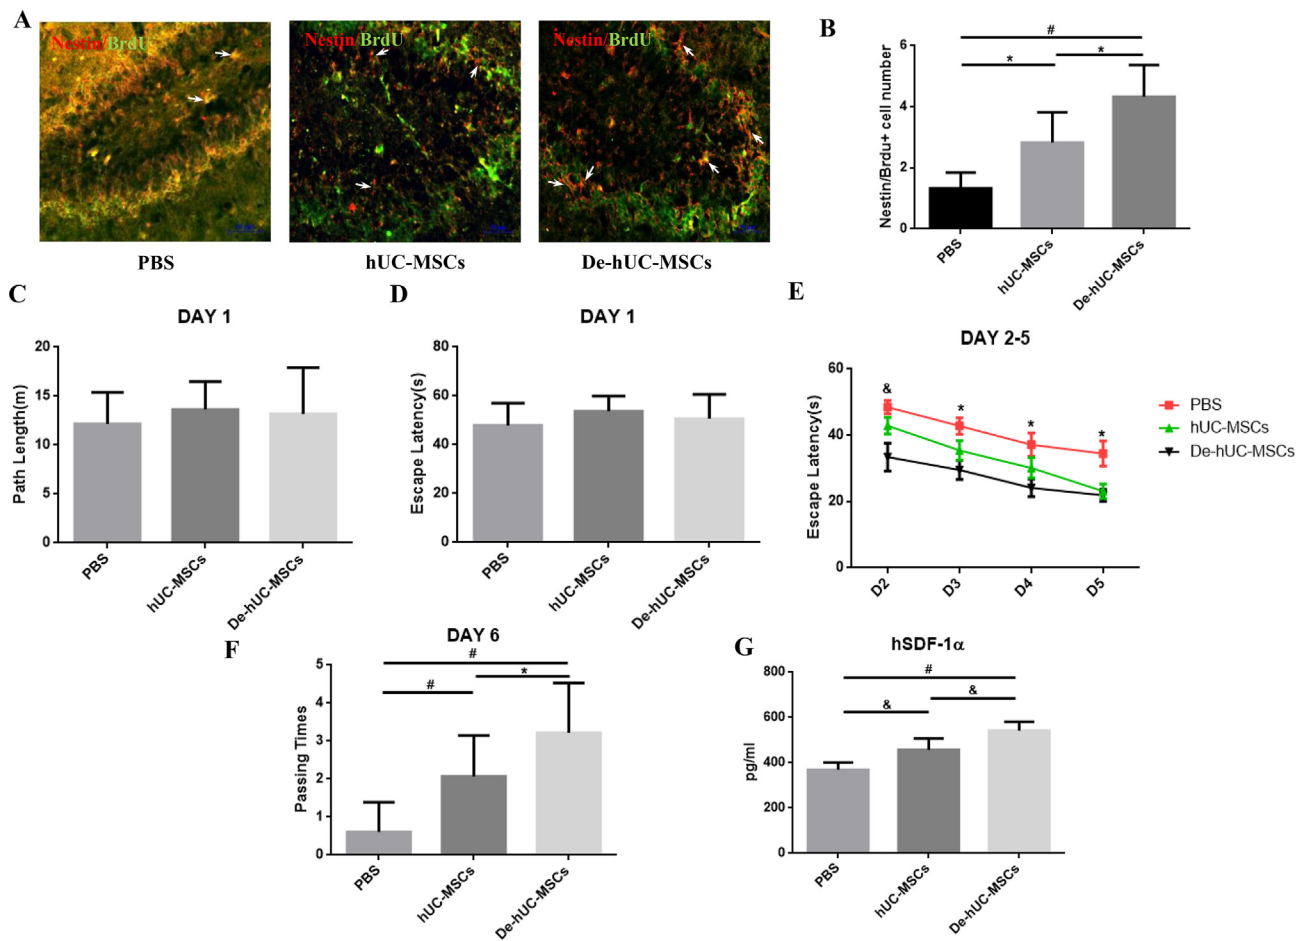 A
Nestin/BrdU
Nestin/BrdU
Nestin/BrdU
PBS
hUC-MSCs
De-hUC-MSCs
B
Nestin/Brdu+ cell number
6
4
2
0
#
*
*
PBS
hUC-MSCs
De-hUC-MSCs
C
DAY 1
Path Length(m)
20
15
10
5
0
PBS
hUC-MSCs
De-hUC-MSCs
D
DAY 1
Escape Latency(s)
80
60
40
20
0
PBS
hUC-MSCs
De-hUC-MSCs
E
DAY 2-5
Escape Latency(s)
60
40
20
0
&
*
*
*
D2
D3
D4
D5
PBS
hUC-MSCs
De-hUC-MSCs
F
DAY 6
Passing Times
5
4
3
2
1
0
#
#
*
PBS
hUC-MSCs
De-hUC-MSCs
G
hSDF-1α
pg/ml
800
600
400
200
0
#
&
&
PBS
hUC-MSCs
De-hUC-MSCs